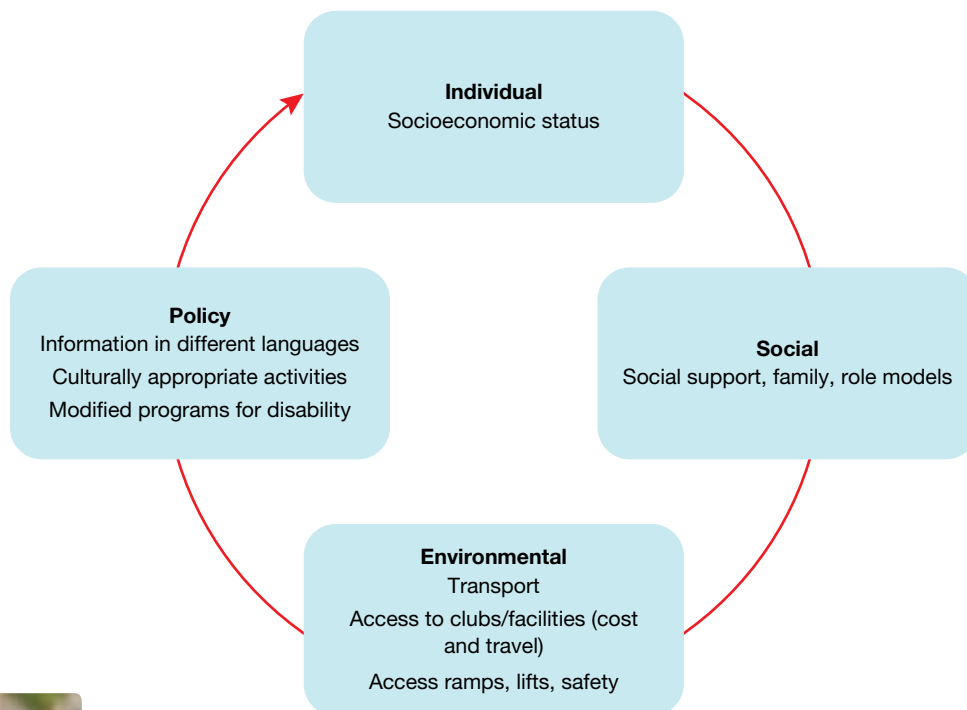 Individual
Socioeconomic status
Policy
Information in different languages
Culturally appropriate activities
Modified programs for disability
Social
Social support, family, role models
Environmental
Transport
Access to clubs/facilities (cost
and travel)
Access ramps, lifts, safety